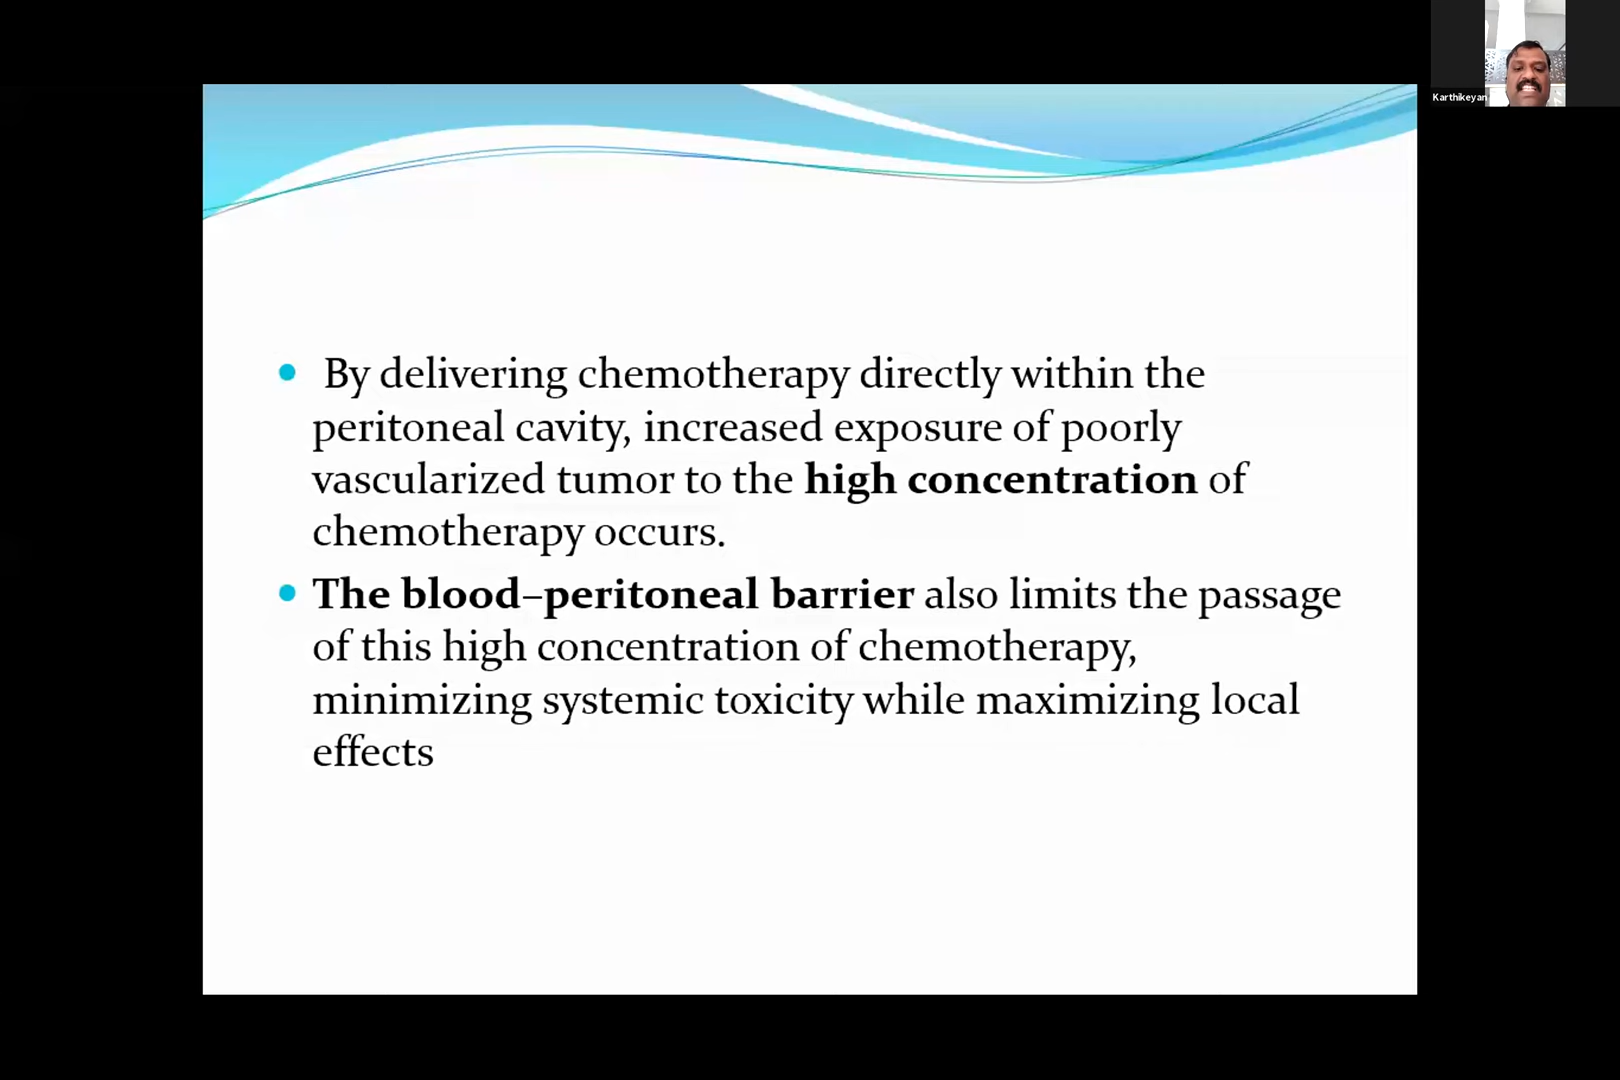 Karthikeyan
By delivering chemotherapy directly within the
peritoneal cavity, increased exposure of poorly
vascularized tumor to the high concentration of
chemotherapy occurs.
The blood–peritoneal barrier also limits the passage
of this high concentration of chemotherapy,
minimizing systemic toxicity while maximizing local
effects